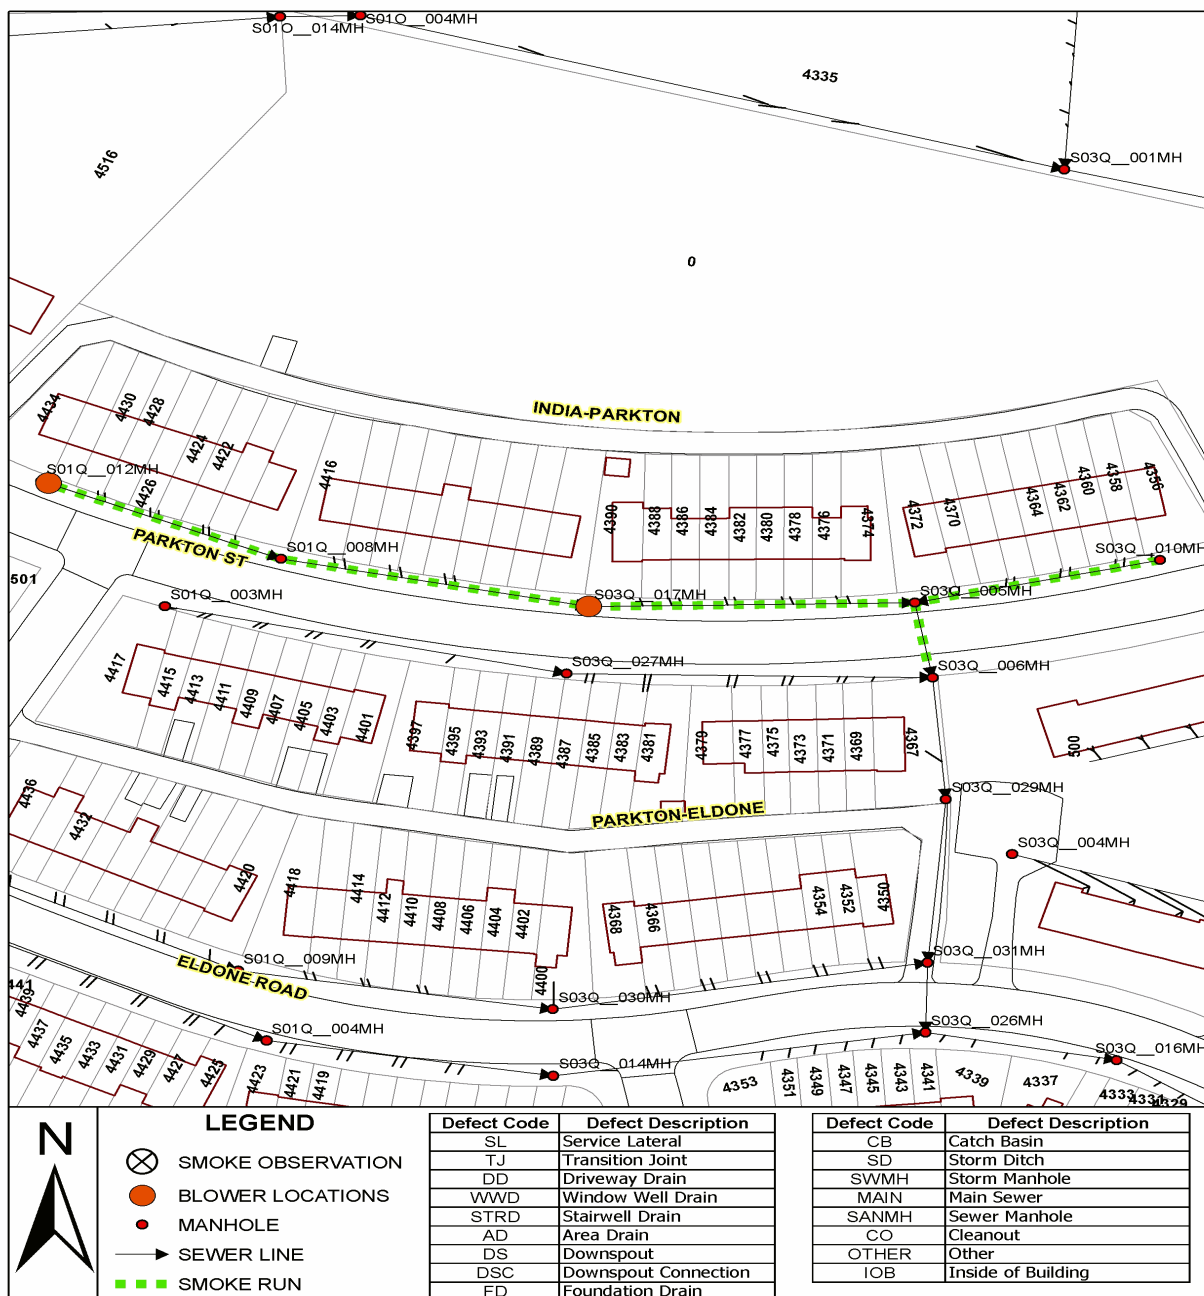 S01O__014MH
S01O__004MH
4335
S03Q__001MH
4516
0
INDIA-PARKTON
4434
4430
4428
4424
4422
4426
4416
S01Q__012MH
PARKTON ST
S01Q__008MH
4390
4388
4386
4384
4382
4380
4378
4376
4374
4372
4370
4364
4362
4360
4358
4356
S03Q__010MH
S03Q__017MH
S03Q__005MH
501
S01Q__003MH
S03Q__027MH
S03Q__006MH
4417
4415
4413
4411
4409
4407
4405
4403
4401
4397
4395
4393
4391
4389
4387
4385
4383
4381
4379
4377
4375
4373
4371
4369
4367
500
S03Q__029MH
PARKTON-ELDONE
S03Q__004MH
4436
4432
4420
4418
4414
4412
4410
4408
4406
4404
4402
4400
4368
4366
4354
4352
4350
S01Q__009MH
ELDONE ROAD
S03Q__031MH
S03Q__030MH
S03Q__026MH
S03Q__016MH
S01Q__004MH
S03Q__014MH
441
4439
4437
4435
4433
4431
4429
4427
4425
4423
4421
4419
4353
4351
4349
4347
4345
4343
4341
4339
4337
4333
4331
4329
N
LEGEND
SMOKE OBSERVATION
BLOWER LOCATIONS
MANHOLE
SEWER LINE
SMOKE RUN
Defect Code Defect Description
SL Service Lateral
TJ Transition Joint
DD Driveway Drain
WWD Window Well Drain
STRD Stairwell Drain
AD Area Drain
DS Downspout
DSC Downspout Connection
FD Foundation Drain
Defect Code Defect Description
CB Catch Basin
SD Storm Ditch
SWMH Storm Manhole
MAIN Main Sewer
SANMH Sewer Manhole
CO Cleanout
OTHER Other
IOB Inside of Building